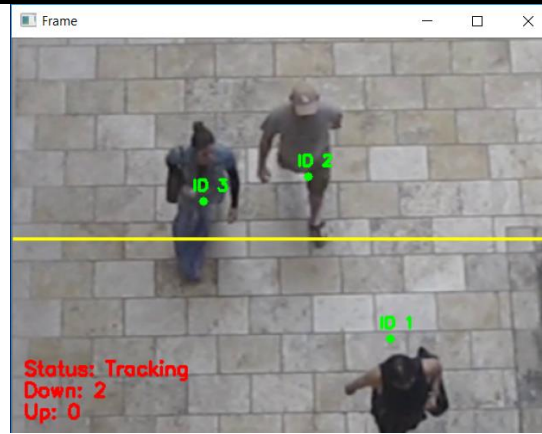 Frame
ID 2
ID 3
ID 1
Status: Tracking
Down: 2
Up: 0